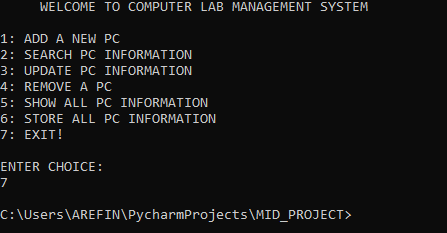 WELCOME TO COMPUTER LAB MANAGEMENT SYSTEM
1: ADD A NEW PC
2: SEARCH PC INFORMATION
3: UPDATE PC INFORMATION
4: REMOVE A PC
5: SHOW ALL PC INFORMATION
6: STORE ALL PC INFORMATION
7: EXIT!
ENTER CHOICE:
7
C:\Users\AREFIN\PycharmProjects\MID_PROJECT>